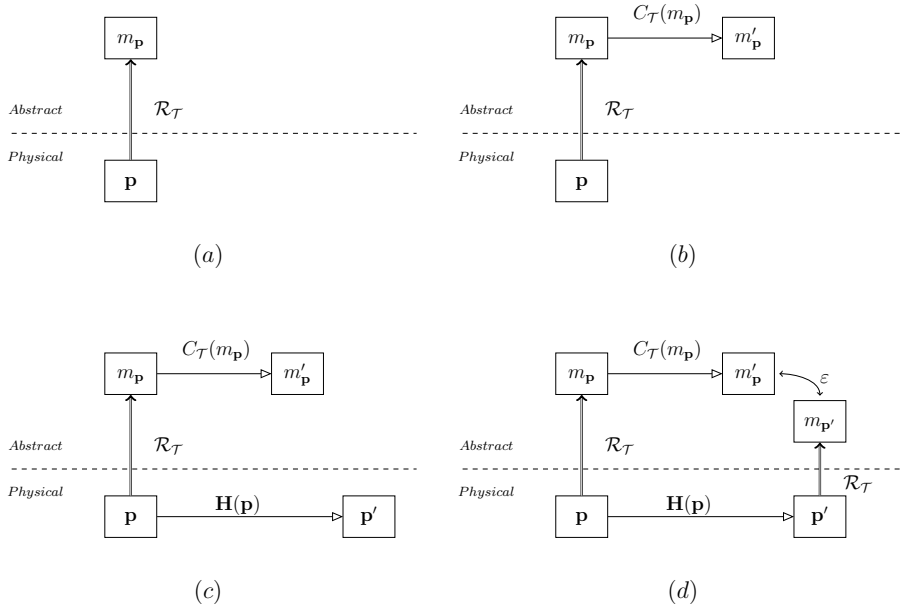 m_𝐩
Abstract
ℛ_𝒯
Physical
𝐩
(a)
m_𝐩
C_𝒯(m_𝐩)
m′_𝐩
Abstract
ℛ_𝒯
Physical
𝐩
(b)
m_𝐩
C_𝒯(m_𝐩)
m′_𝐩
Abstract
ℛ_𝒯
Physical
𝐩
𝐇(𝐩)
𝐩′
(c)
m_𝐩
C_𝒯(m_𝐩)
m′_𝐩
ε
m_𝐩′
Abstract
ℛ_𝒯
Physical
ℛ_𝒯
𝐩
𝐇(𝐩)
𝐩′
(d)